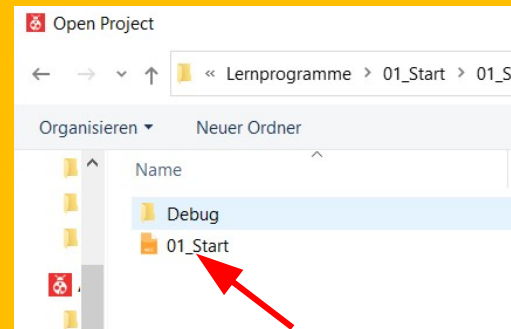 Open Project
« Lernprogramme > 01_Start > 01_S
Organisieren Neuer Ordner
Name
Debug
01_Start